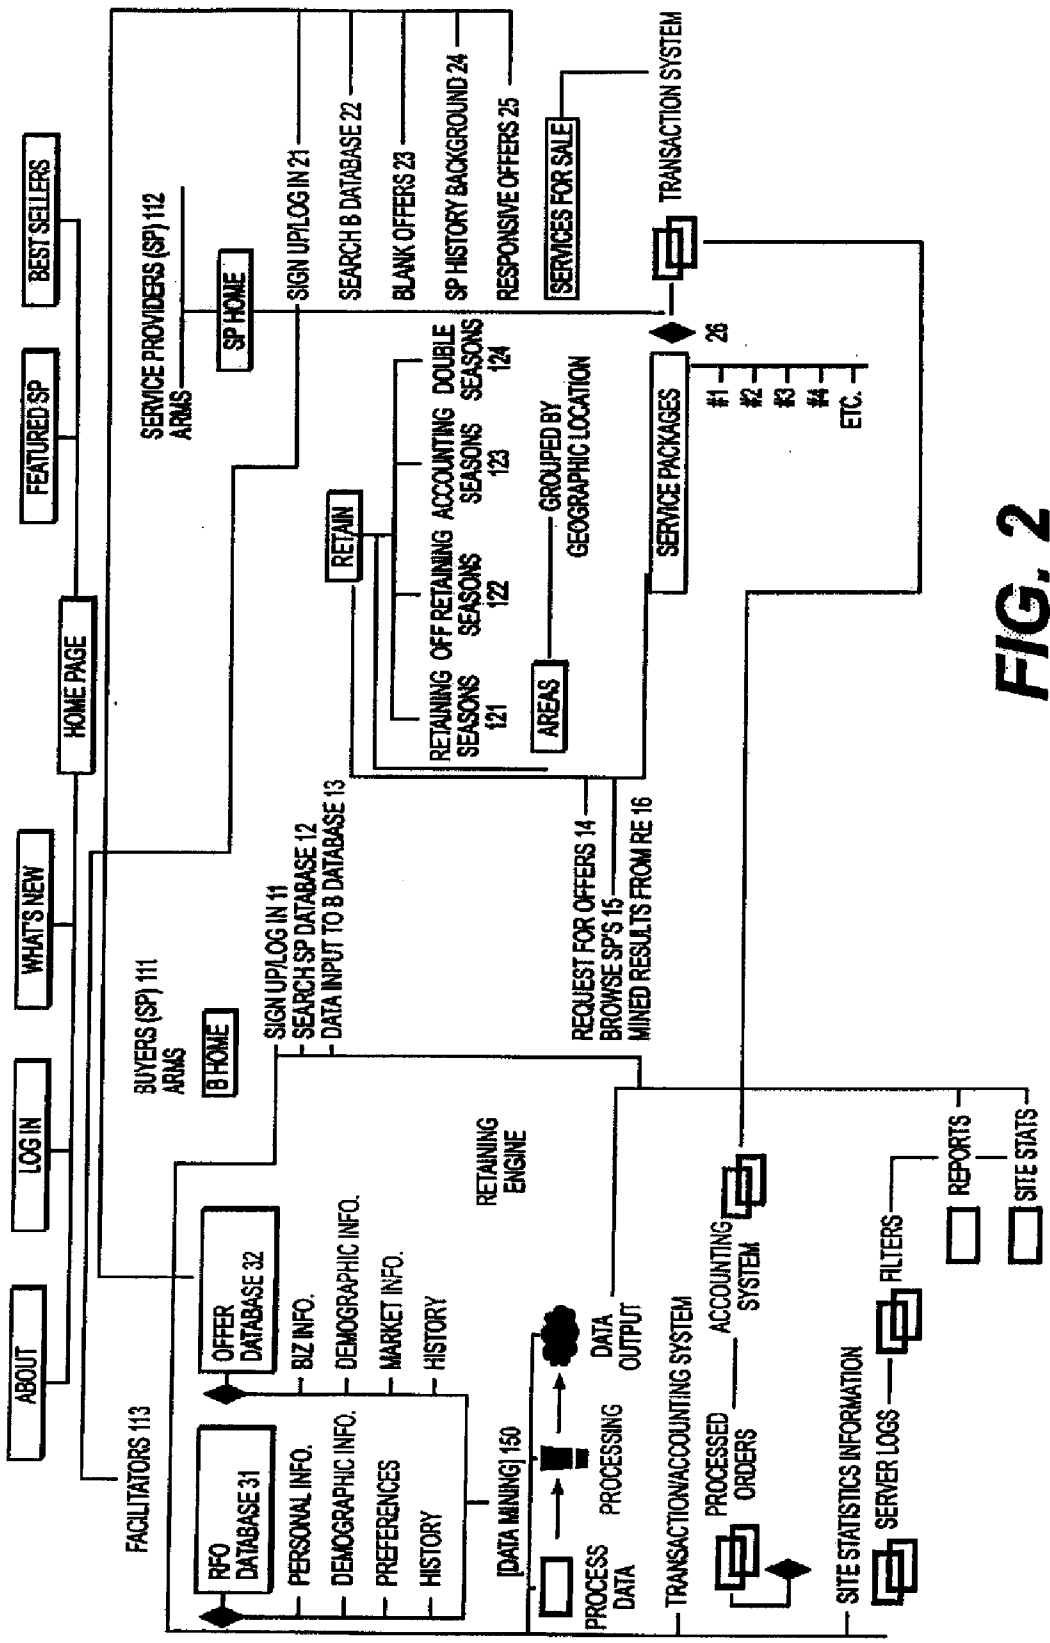 ABOUT
LOG IN
WHAT'S NEW
HOME PAGE
FEATURED SP
BEST SELLERS
FACILITATORS 113
BUYERS (SP) 111
ARMS
B HOME
SERVICE PROVIDERS (SP) 112
ARMS
SP HOME
RFO
DATABASE 31
PERSONAL INFO.
DEMOGRAPHIC INFO.
PREFERENCES
HISTORY
OFFER
DATABASE 32
BIZ INFO.
DEMOGRAPHIC INFO.
MARKET INFO.
HISTORY
SIGN UP/LOG IN 11
SEARCH SP DATABASE 12
DATA INPUT TO B DATABASE 13
SIGN UP/LOG IN 21
SEARCH B DATABASE 22
BLANK OFFERS 23
SP HISTORY BACKGROUND 24
RESPONSIVE OFFERS 25
RETAIN
RETAINING
SEASONS
121
OFF RETAINING
SEASONS
122
ACCOUNTING
SEASONS
123
DOUBLE
SEASONS
124
AREAS
GROUPED BY
GEOGRAPHIC LOCATION
RETAINING
ENGINE
[DATA MINING] 150
PROCESS
DATA
PROCESSING
DATA
OUTPUT
REQUEST FOR OFFERS 14
BROWSE SP'S 15
MINED RESULTS FROM RE 16
SERVICES FOR SALE
TRANSACTION SYSTEM
SERVICE PACKAGES
26
TRANSACTION SYSTEM
#1
#2
#3
#4
ETC.
TRANSACTION/ACCOUNTING SYSTEM
PROCESSED
ORDERS
ACCOUNTING
SYSTEM
SITE STATISTICS INFORMATION
SERVER LOGS
FILTERS
REPORTS
SITE STATS
FIG. 2